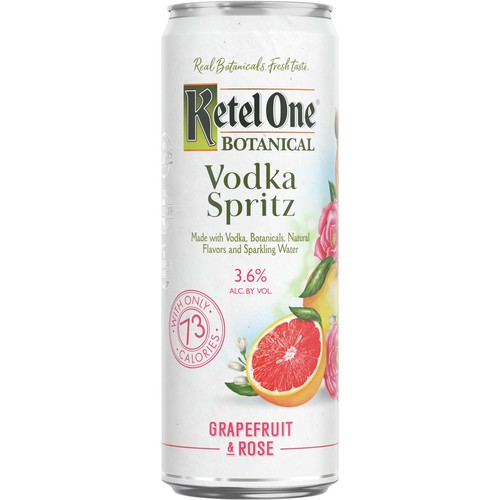 Real Botanicals. Fresh taste.
Ketel One®
BOTANICAL
Vodka
Spritz
Made with Vodka, Botanicals, Natural
Flavors and Sparkling Water
3.6%
ALC. BY VOL.
WITH ONLY
73
CALORIES
GRAPEFRUIT
& ROSE